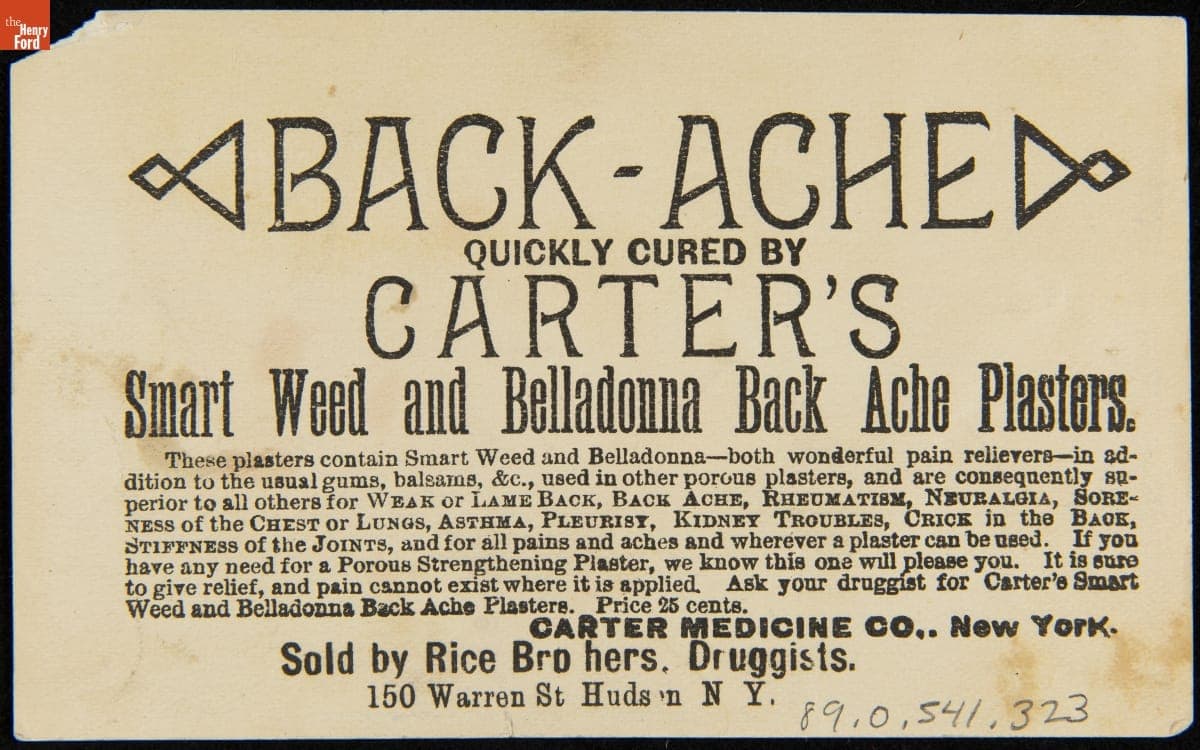 the
Henry
Ford
BACK-ACHE
QUICKLY CURED BY
CARTER'S
Smart Weed and Belladonna Back Ache Plasters.
These plasters contain Smart Weed and Belladonna—both wonderful pain relievers—in ad-
dition to the usual gums, balsams, &c., used in other porous plasters, and are consequently su-
perior to all others for WEAK or LAME BACK, BACK ACHE, RHEUMATISM, NEURALGIA, SORE-
NESS of the CHEST or LUNGS, ASTHMA, PLEURISY, KIDNEY TROUBLES, CRICK in the BACK,
STIFFNESS of the JOINTS, and for all pains and aches and wherever a plaster can be used. If you
have any need for a Porous Strengthening Plaster, we know this one will please you. It is sure
to give relief, and pain cannot exist where it is applied. Ask your druggist for Carter's Smart
Weed and Belladonna Back Ache Plasters. Price 25 cents.
CARTER MEDICINE CO., New York.
Sold by Rice Bro hers, Druggists.
150 Warren St Huds n N Y.
89.0.541.323